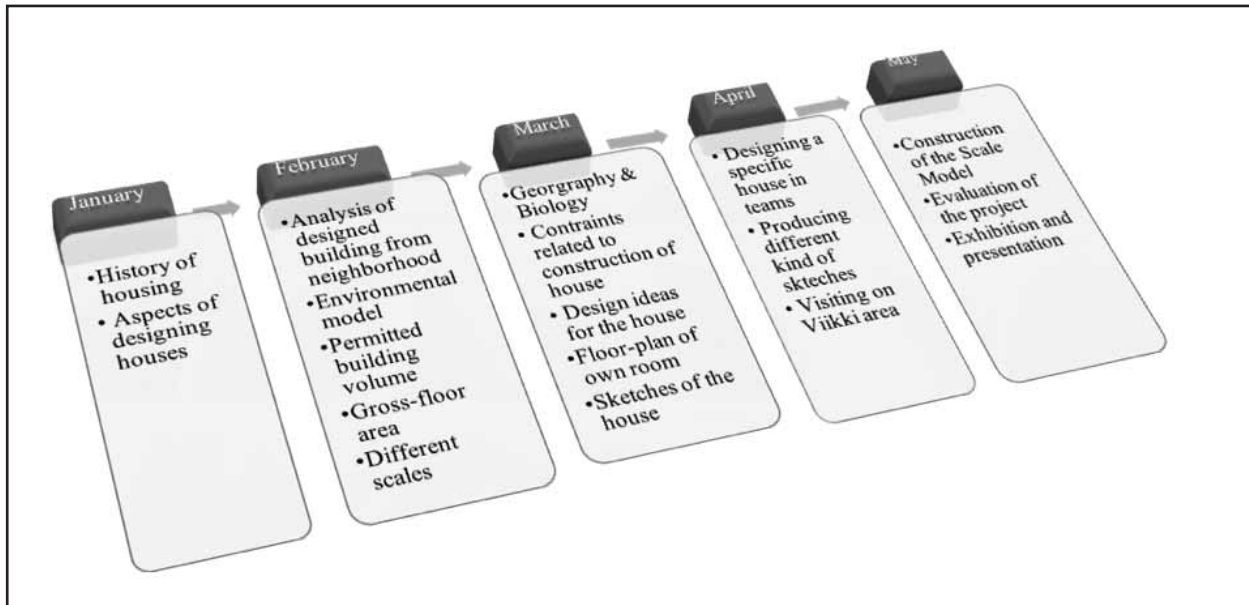 January
•History of
housing
• Aspects of
designing
houses
February
•Analysis of
designed
building from
neighborhood
•Environmental
model
•Permitted
building
volume
•Gross-floor
area
•Different
scales
March
•Georgraphy &
Biology
• Contraints
related to
construction of
house
•Design ideas
for the house
•Floor-plan of
own room
•Sketches of the
house
April
• Designing a
specific
house in
teams
• Producing
different
kind of
skteches
• Visiting on
Viikki area
May
•Construction
of the Scale
Model
•Evaluation of
the project
•Exhibition and
presentation